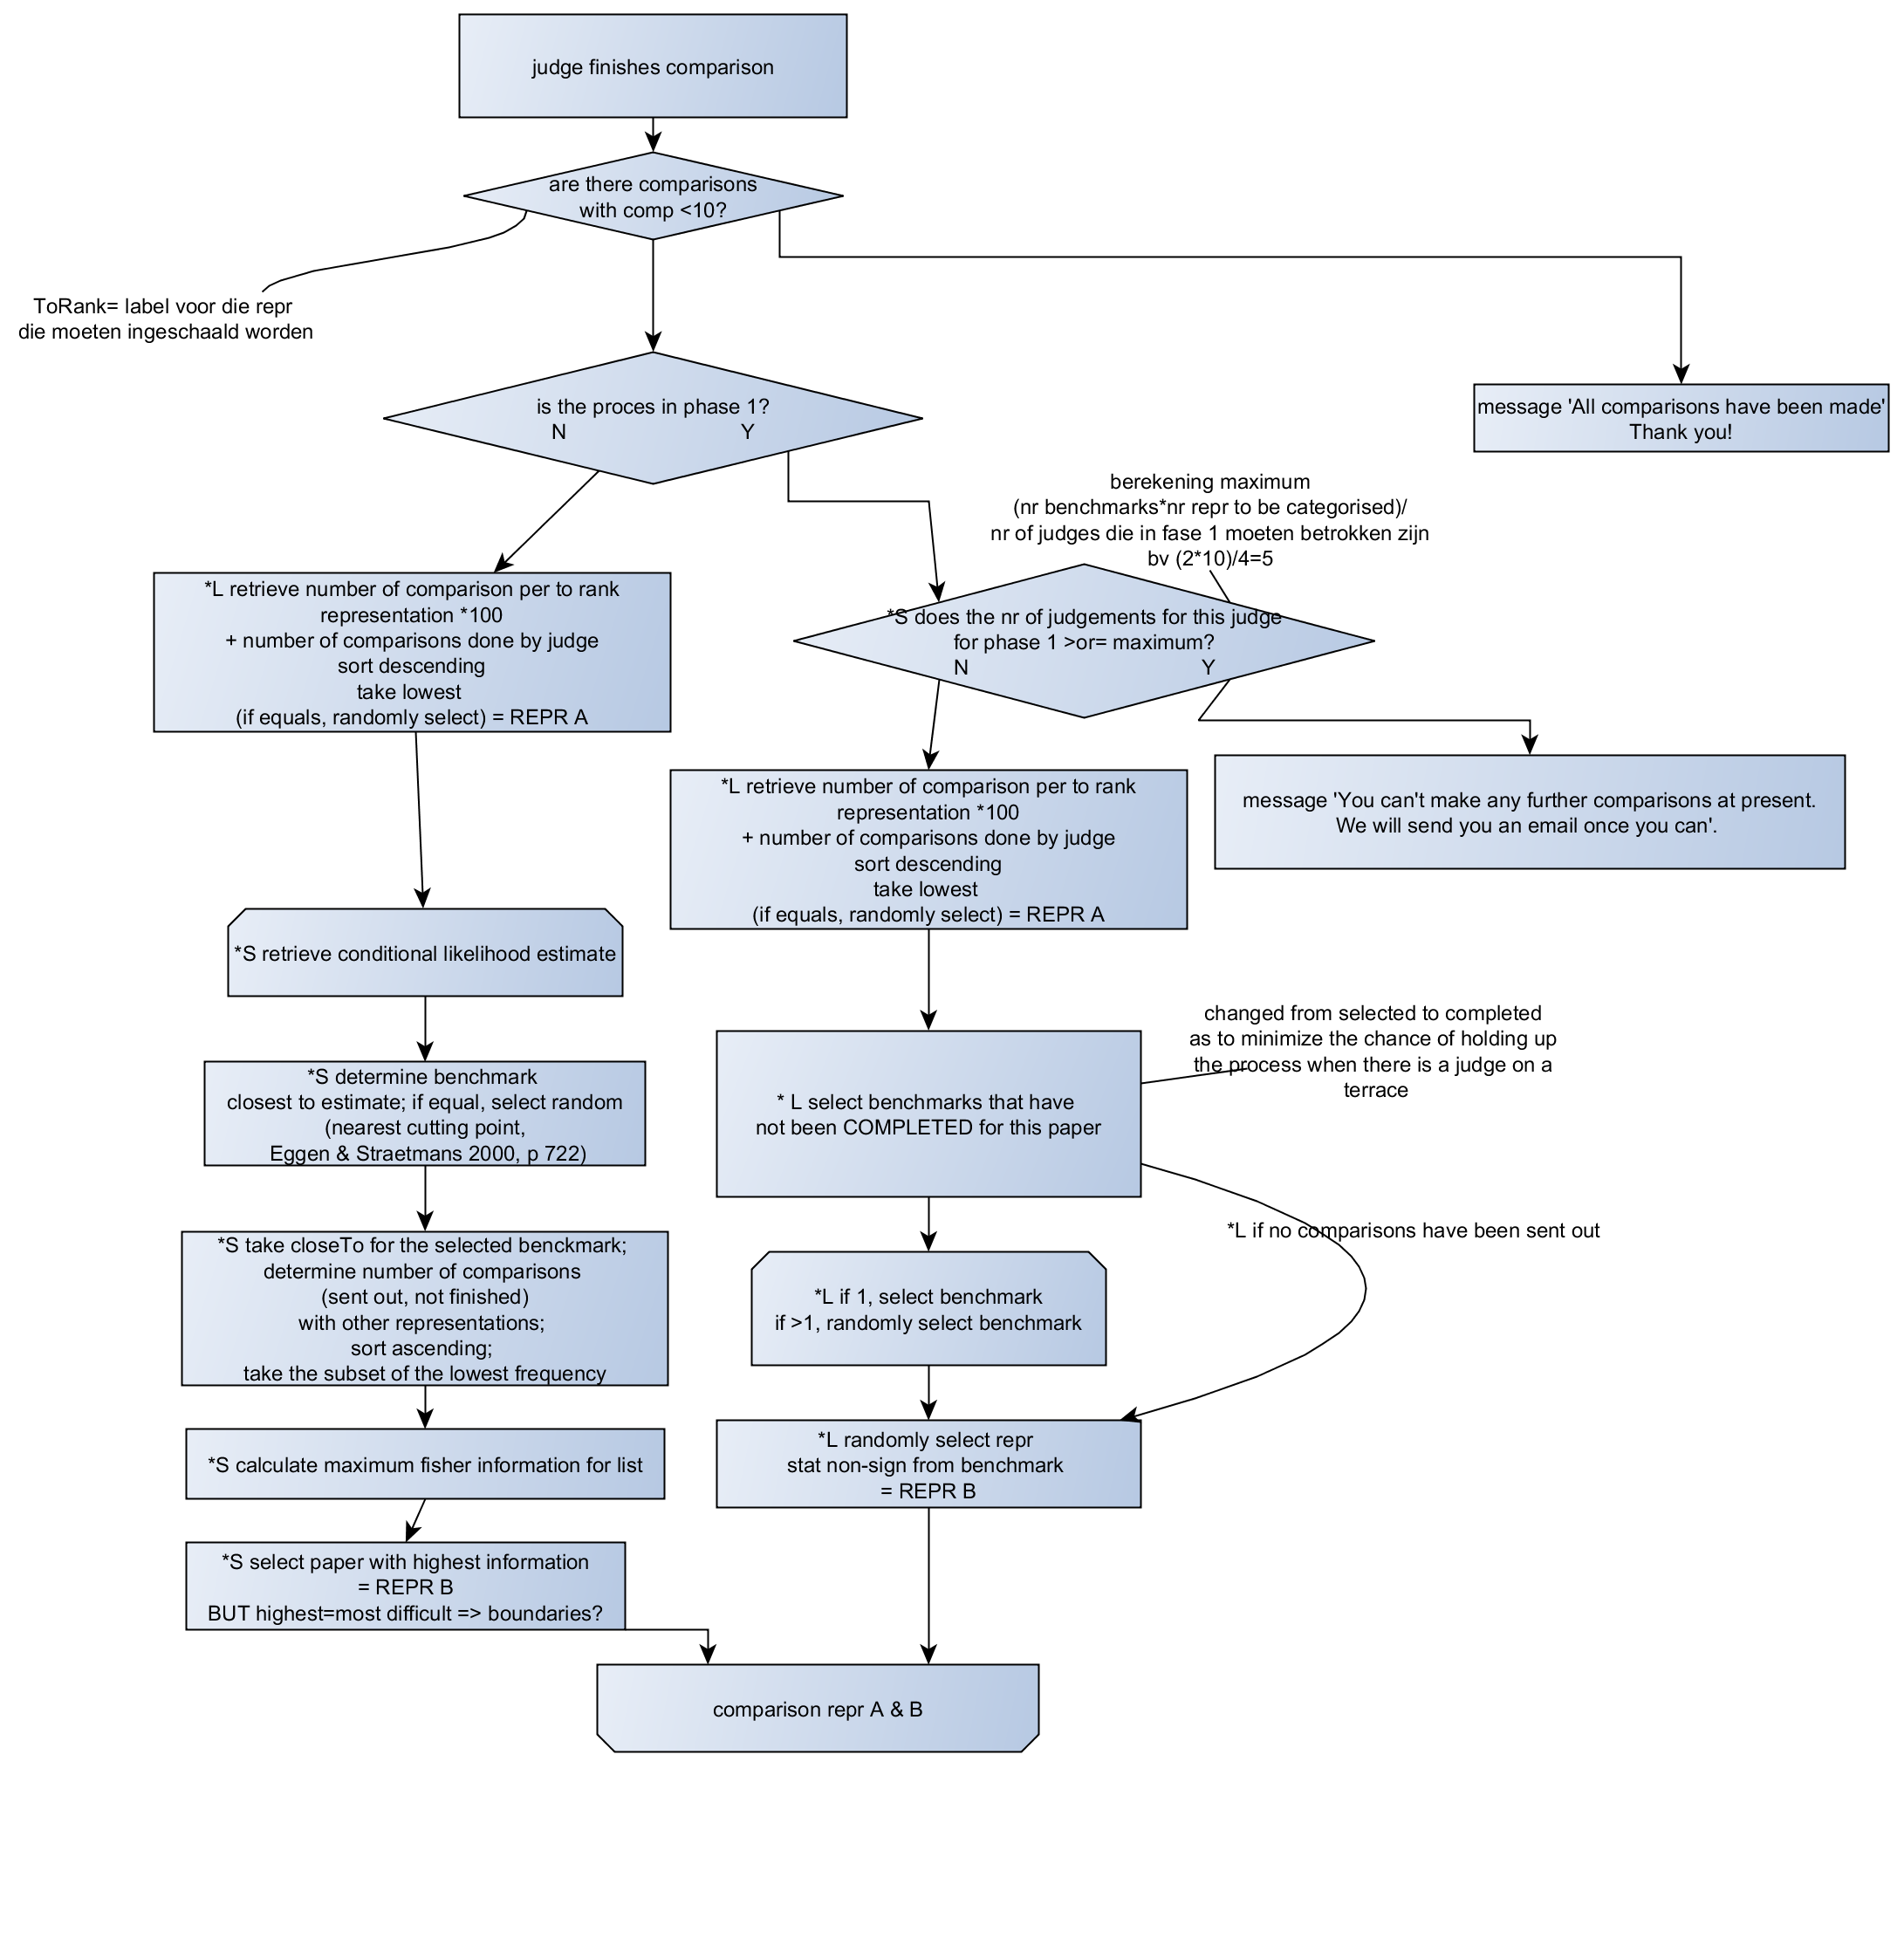 judge finishes comparison
are there comparisons
with comp <10?
ToRank= label voor die repr
die moeten ingeschaald worden
is the proces in phase 1?
N Y
message 'All comparisons have been made'
Thank you!
berekening maximum
(nr benchmarks*nr repr to be categorised)/
nr of judges die in fase 1 moeten betrokken zijn
bv (2*10)/4=5
*S does the nr of judgements for this judge
for phase 1 >or= maximum?
N Y
*L retrieve number of comparison per to rank
representation *100
+ number of comparisons done by judge
sort descending
take lowest
(if equals, randomly select) = REPR A
*L retrieve number of comparison per to rank
representation *100
+ number of comparisons done by judge
sort descending
take lowest
(if equals, randomly select) = REPR A
message 'You can't make any further comparisons at present.
We will send you an email once you can'.
*S retrieve conditional likelihood estimate
*S determine benchmark
closest to estimate; if equal, select random
(nearest cutting point,
Eggen & Straetmans 2000, p 722)
* L select benchmarks that have
not been COMPLETED for this paper
changed from selected to completed
as to minimize the chance of holding up
the process when there is a judge on a
terrace
*L if no comparisons have been sent out
*S take closeTo for the selected benckmark;
determine number of comparisons
(sent out, not finished)
with other representations;
sort ascending;
take the subset of the lowest frequency
*L if 1, select benchmark
if >1, randomly select benchmark
*S calculate maximum fisher information for list
*L randomly select repr
stat non-sign from benchmark
= REPR B
*S select paper with highest information
= REPR B
BUT highest=most difficult => boundaries?
comparison repr A & B